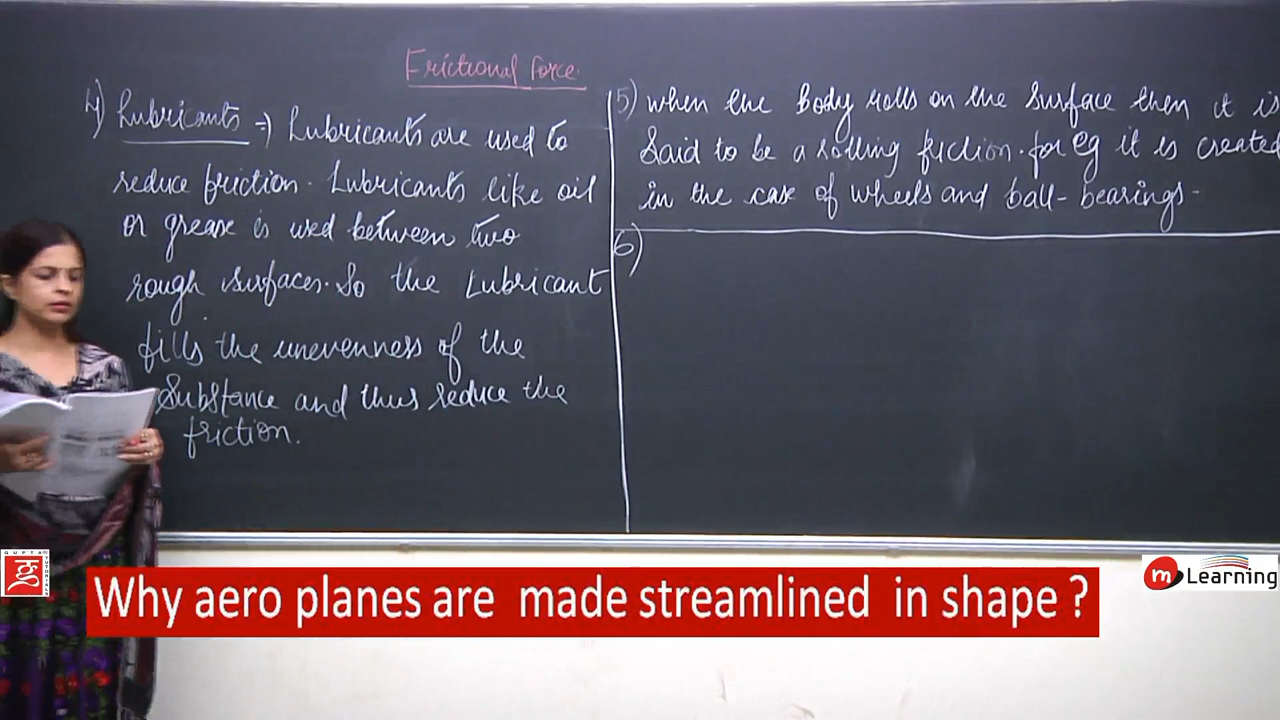 Frictional force.
4) Lubricants → Lubricants are used to
reduce friction. Lubricants like oil
or grease is used between two
rough surfaces. So the Lubricant
fills the unevenness of the
substance and thus reduce the
friction.
5) when the body rolls on the surface then it is
Said to be a rolling friction. for eg it is created
in the case of wheels and ball-bearings-
6)
GUPTA
TUTORIALS
Why aero planes are made streamlined in shape ?
m Learning